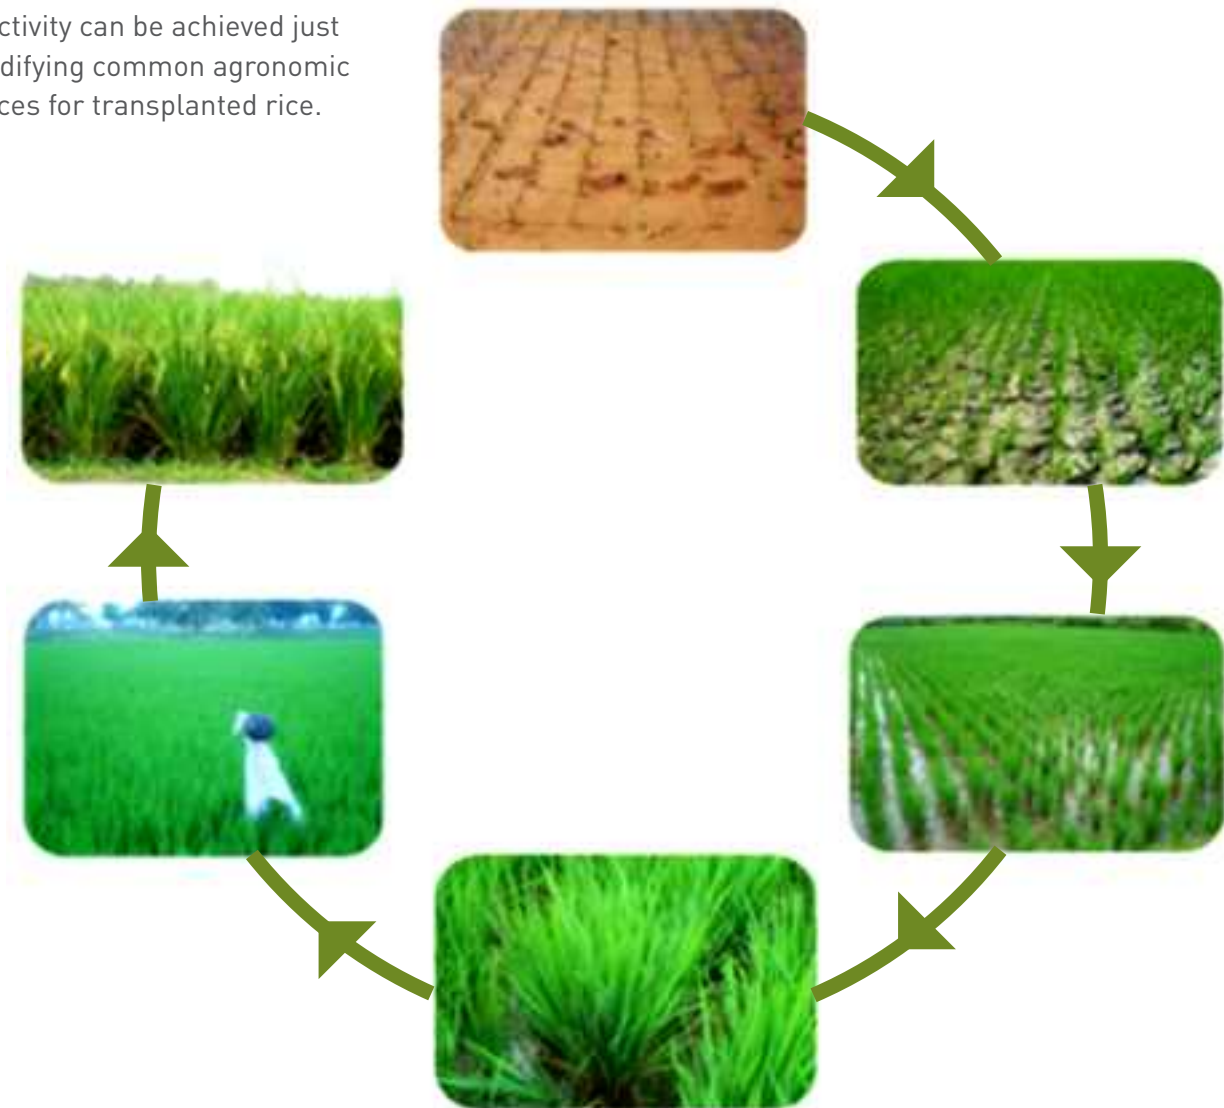 ctivity can be achieved just
difying common agronomic
ces for transplanted rice.